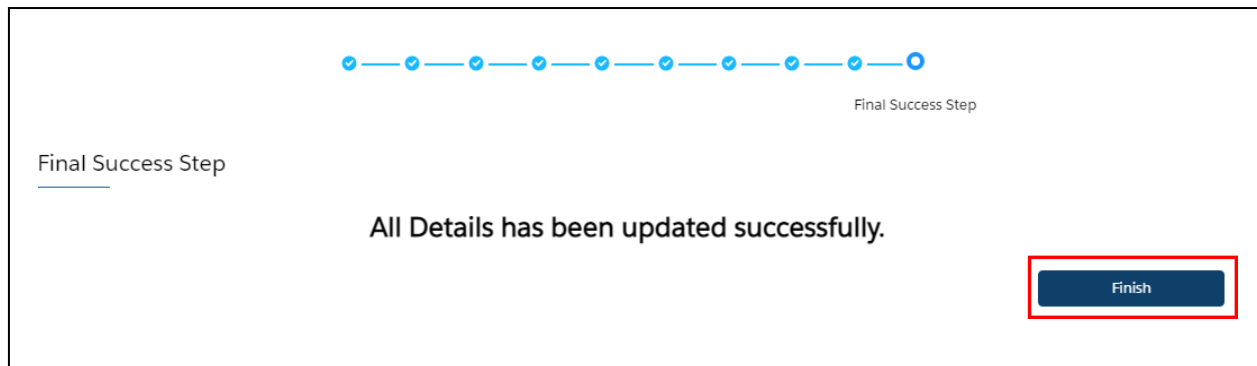 Final Success Step
Final Success Step
All Details has been updated successfully.
Finish